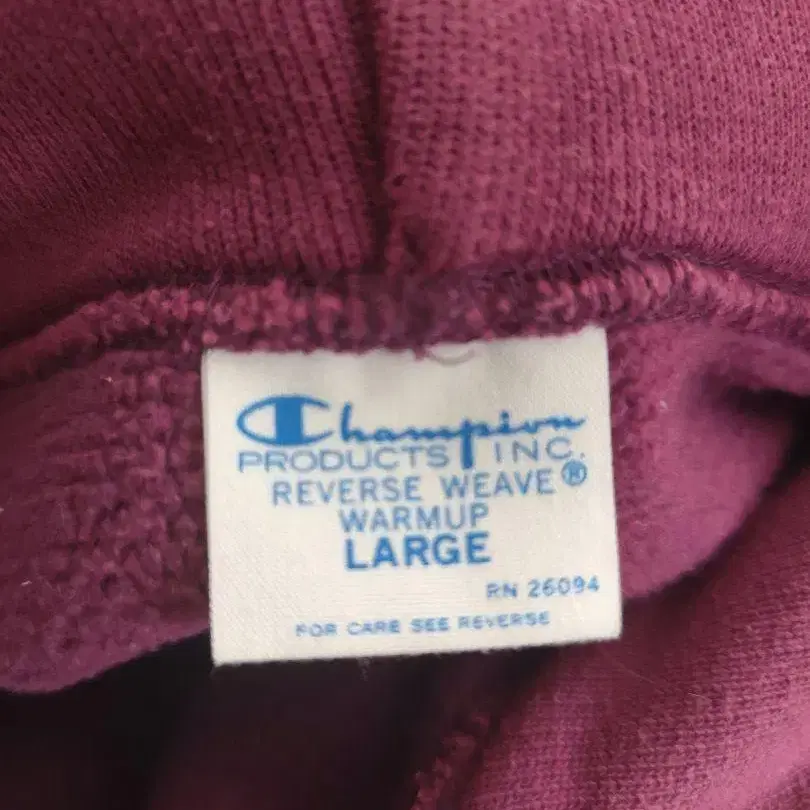 Champion
PRODUCTS INC.
REVERSE WEAVE®
WARMUP
LARGE
RN 26094
FOR CARE SEE REVERSE